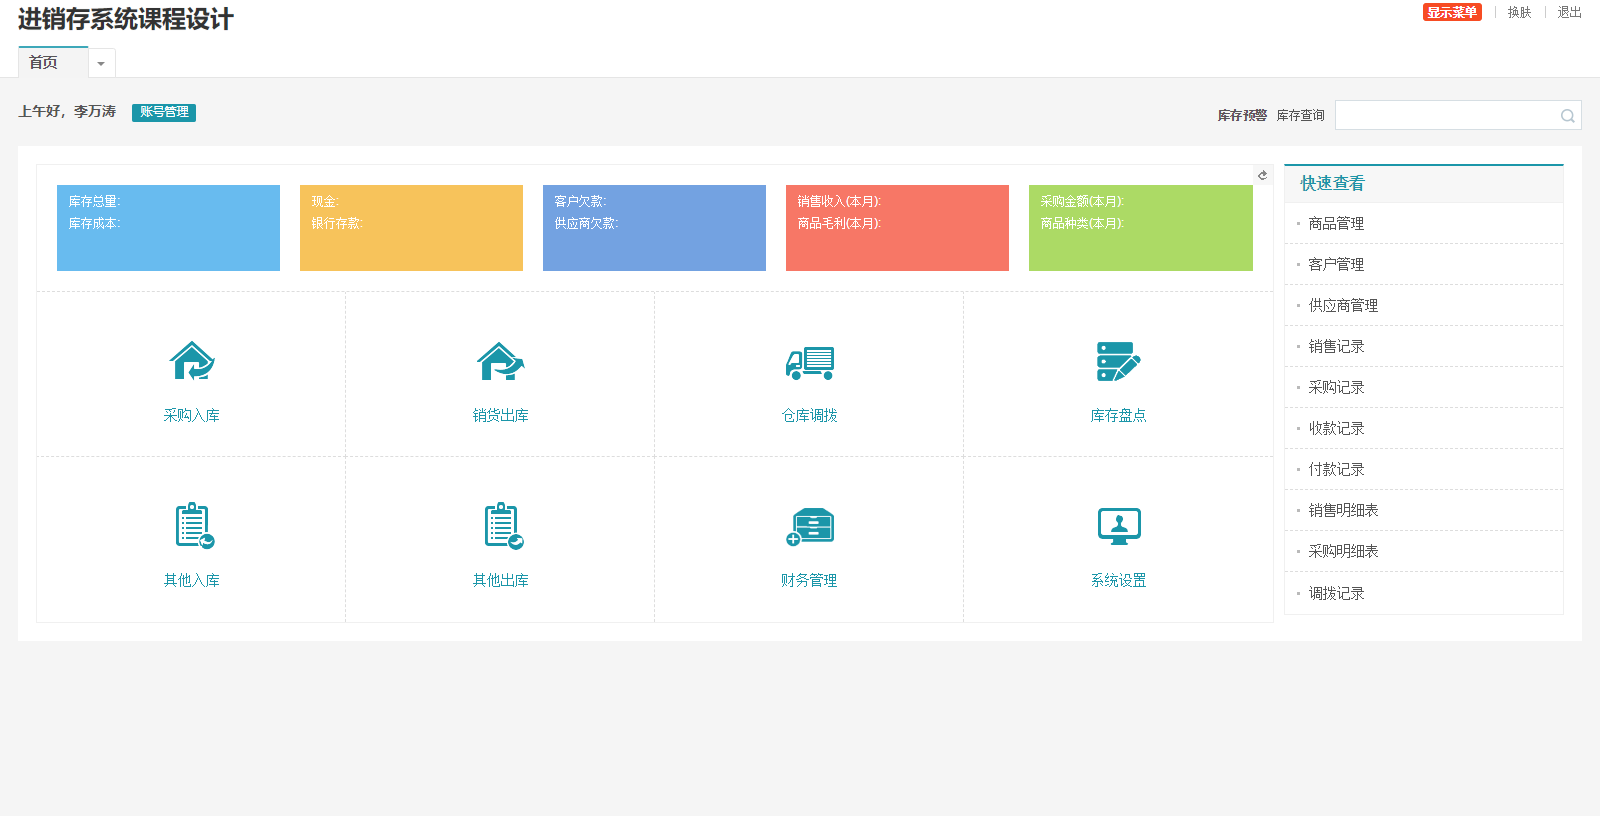 进销存系统课程设计
显示菜单 换肤 退出
首页
上午好，李万涛 账号管理
库存预警 库存查询
库存总量:
库存成本:
现金:
银行存款:
客户欠款:
供应商欠款:
销售收入(本月):
商品毛利(本月):
采购金额(本月):
商品种类(本月):
采购入库
销货出库
仓库调拨
库存盘点
其他入库
其他出库
财务管理
系统设置
快速查看
商品管理
客户管理
供应商管理
销售记录
采购记录
收款记录
付款记录
销售明细表
采购明细表
调拨记录